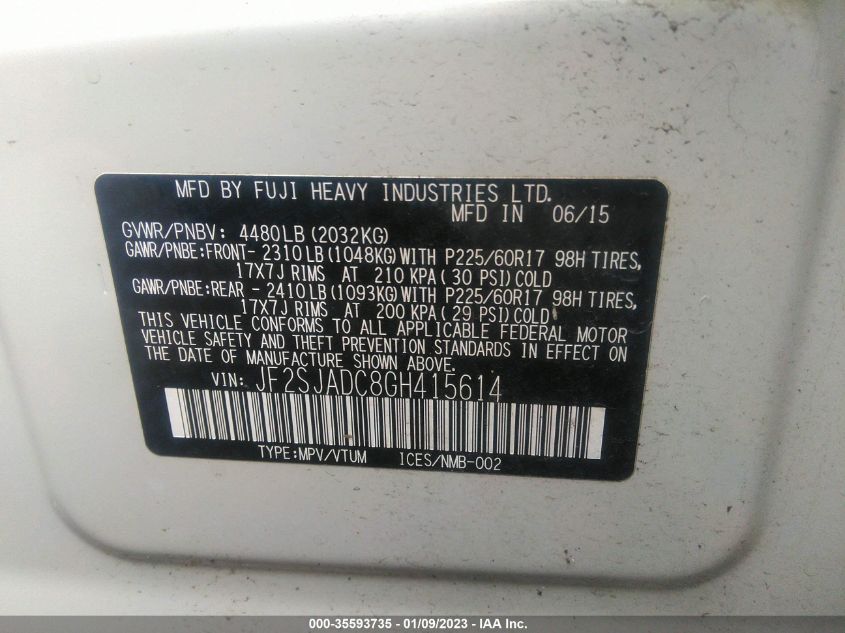 MFD BY FUJI HEAVY INDUSTRIES LTD.
MFD IN 06/15
GVWR/PNBV: 4480LB(2032KG)
GAWR/PNBE:FRONT- 2310LB(1048KG)WITH P225/60R17 98H TIRES,
17X7J RIMS AT 210 KPA(30 PSI)COLD
GAWR/PNBE:REAR - 2410LB(1093KG)WITH P225/60R17 98H TIRES,
17X7J RIMS AT 200 KPA(29 PSI)COLD
THIS VEHICLE CONFORMS TO ALL APPLICABLE FEDERAL MOTOR
VEHICLE SAFETY AND THEFT PREVENTION STANDARDS IN EFFECT ON
THE DATE OF MANUFACTURE SHOWN ABOVE.
VIN: JF2SJADC8GH415614
TYPE:MPV/VTUM ICES/NMB-002
000-35593735 - 01/09/2023 - IAA Inc.